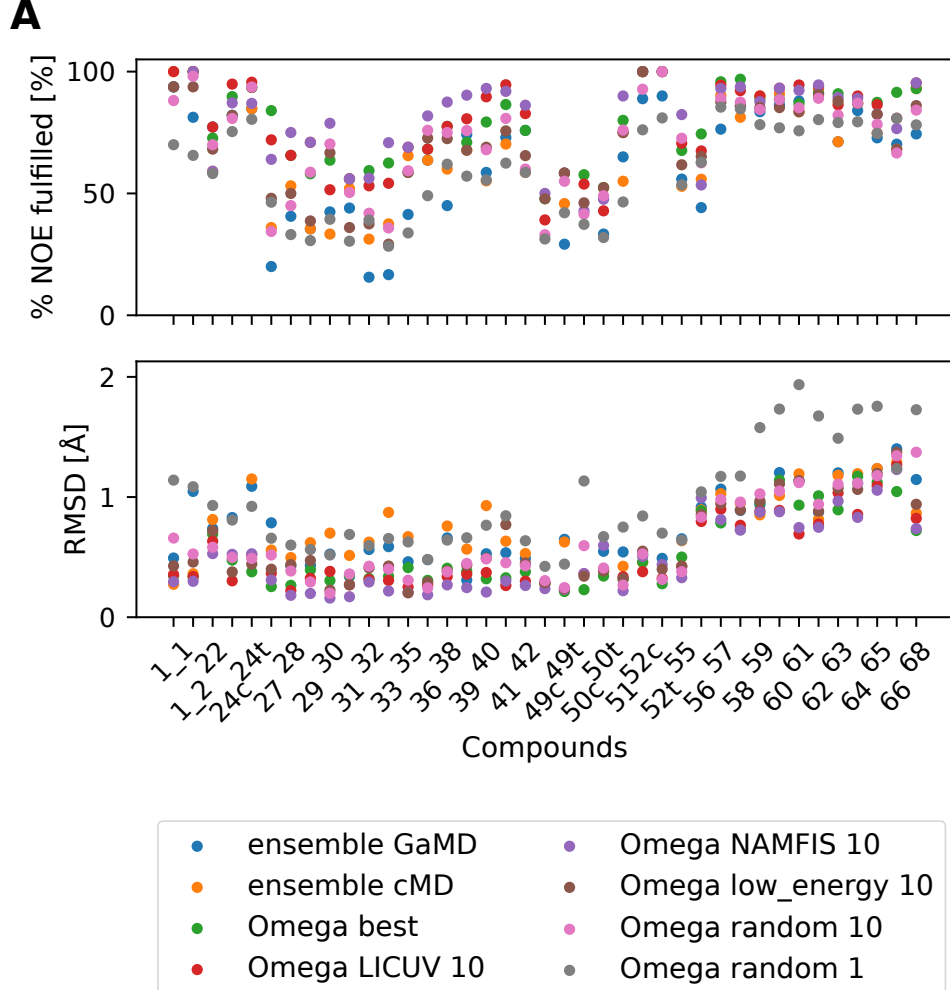 A
% NOE fulfilled [%]
100
50
0
RMSD [Å]
2
1
0
1_1
1_2
22
24c
24t
27
28
29
30
31
32
33
35
36
38
39
40
41
42
49c
49t
50c
50t
51
52c
52t
55
56
57
58
59
60
61
62
63
64
65
66
68
Compounds
ensemble GaMD
ensemble cMD
Omega best
Omega LICUV 10
Omega NAMFIS 10
Omega low_energy 10
Omega random 10
Omega random 1